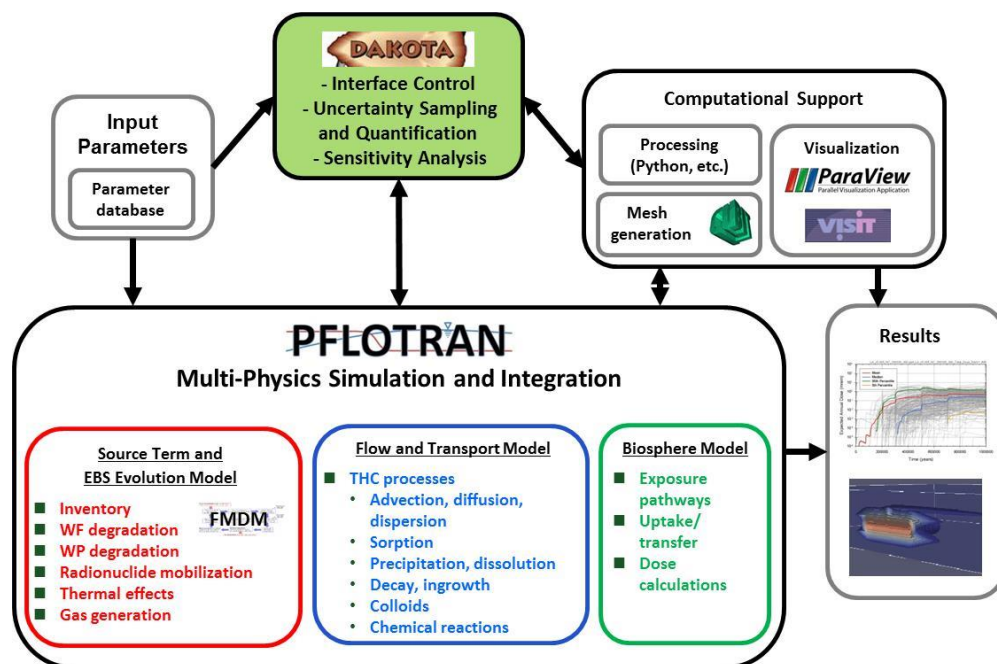 DAKOTA
- Interface Control
- Uncertainty Sampling
and Quantification
- Sensitivity Analysis
Input
Parameters
Parameter
database
Computational Support
Processing
(Python, etc.)
Mesh
generation
Visualization
ParaView
Parallel Visualization Application
VISIT
PFLOTRAN
Multi-Physics Simulation and Integration
Source Term and
EBS Evolution Model
Inventory
WF degradation
WP degradation
Radionuclide mobilization
Thermal effects
Gas generation
FMDM
Flow and Transport Model
THC processes
Advection, diffusion,
dispersion
Sorption
Precipitation, dissolution
Decay, ingrowth
Colloids
Chemical reactions
Biosphere Model
Exposure
pathways
Uptake/
transfer
Dose
calculations
Results
Time (years)